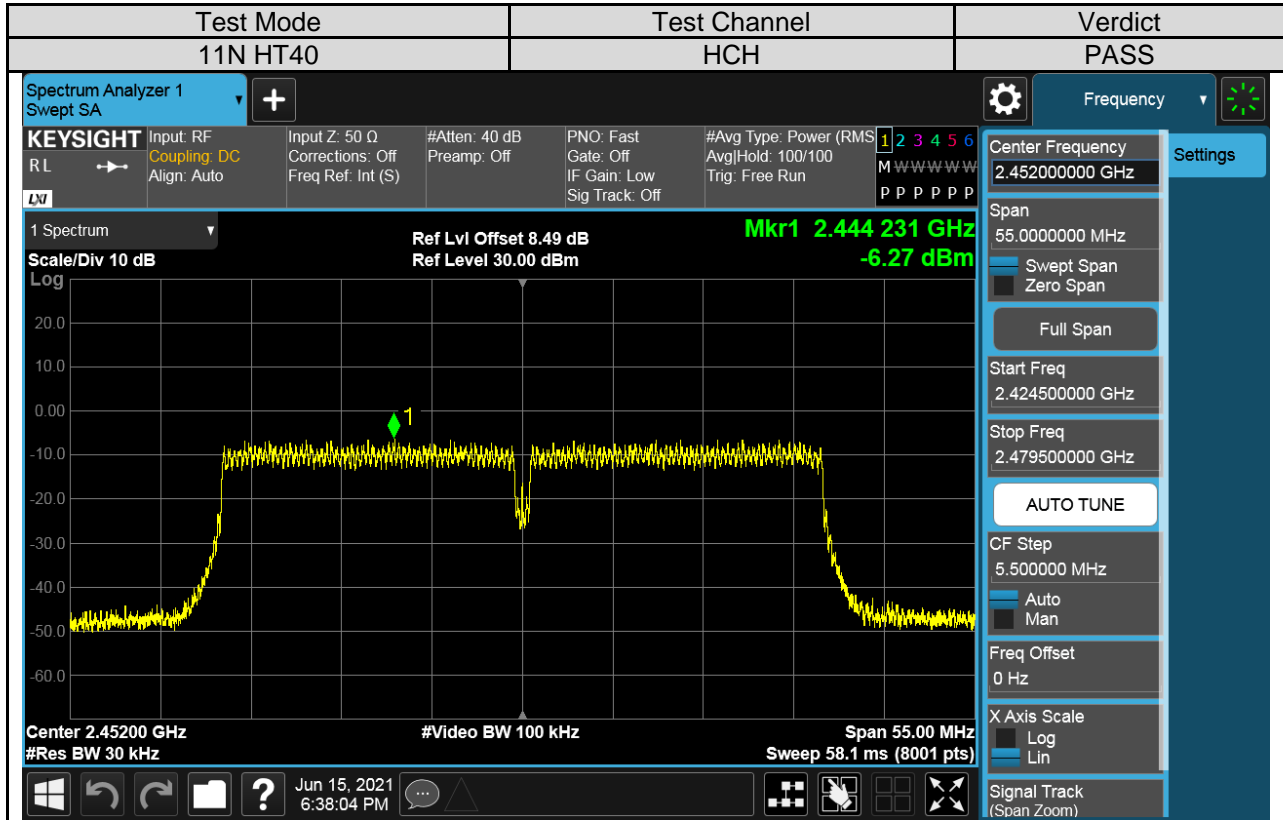 Test Mode Test Channel Verdict
11N HT40 HCH PASS
Spectrum Analyzer 1
Swept SA
Frequency
KEYSIGHT Input: RF Input Z: 50 Ω #Atten: 40 dB PNO: Fast #Avg Type: Power (RMS 1 2 3 4 5 6
R L Coupling: DC Corrections: Off Preamp: Off Gate: Off Avg|Hold: 100/100 M W W W W W
Align: Auto Freq Ref: Int (S) IF Gain: Low Trig: Free Run
LXI Sig Track: Off P P P P P P
1 Spectrum Ref Lvl Offset 8.49 dB Mkr1 2.444 231 GHz
Scale/Div 10 dB Ref Level 30.00 dBm -6.27 dBm
Log
20.0
10.0
0.00
1
-10.0
-20.0
-30.0
-40.0
-50.0
-60.0
Center 2.45200 GHz #Video BW 100 kHz Span 55.00 MHz
#Res BW 30 kHz Sweep 58.1 ms (8001 pts)
Center Frequency
2.452000000 GHz
Settings
Span
55.0000000 MHz
Swept Span
Zero Span
Full Span
Start Freq
2.424500000 GHz
Stop Freq
2.479500000 GHz
AUTO TUNE
CF Step
5.500000 MHz
Auto
Man
Freq Offset
0 Hz
X Axis Scale
Log
Lin
Signal Track
(Span Zoom)
? Jun 15, 2021
6:38:04 PM